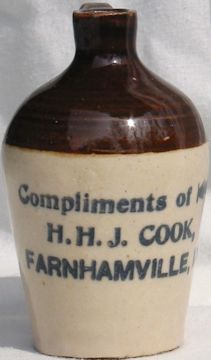 Compliments of
H. H. J. COOK,
FARNHAMVILLE,